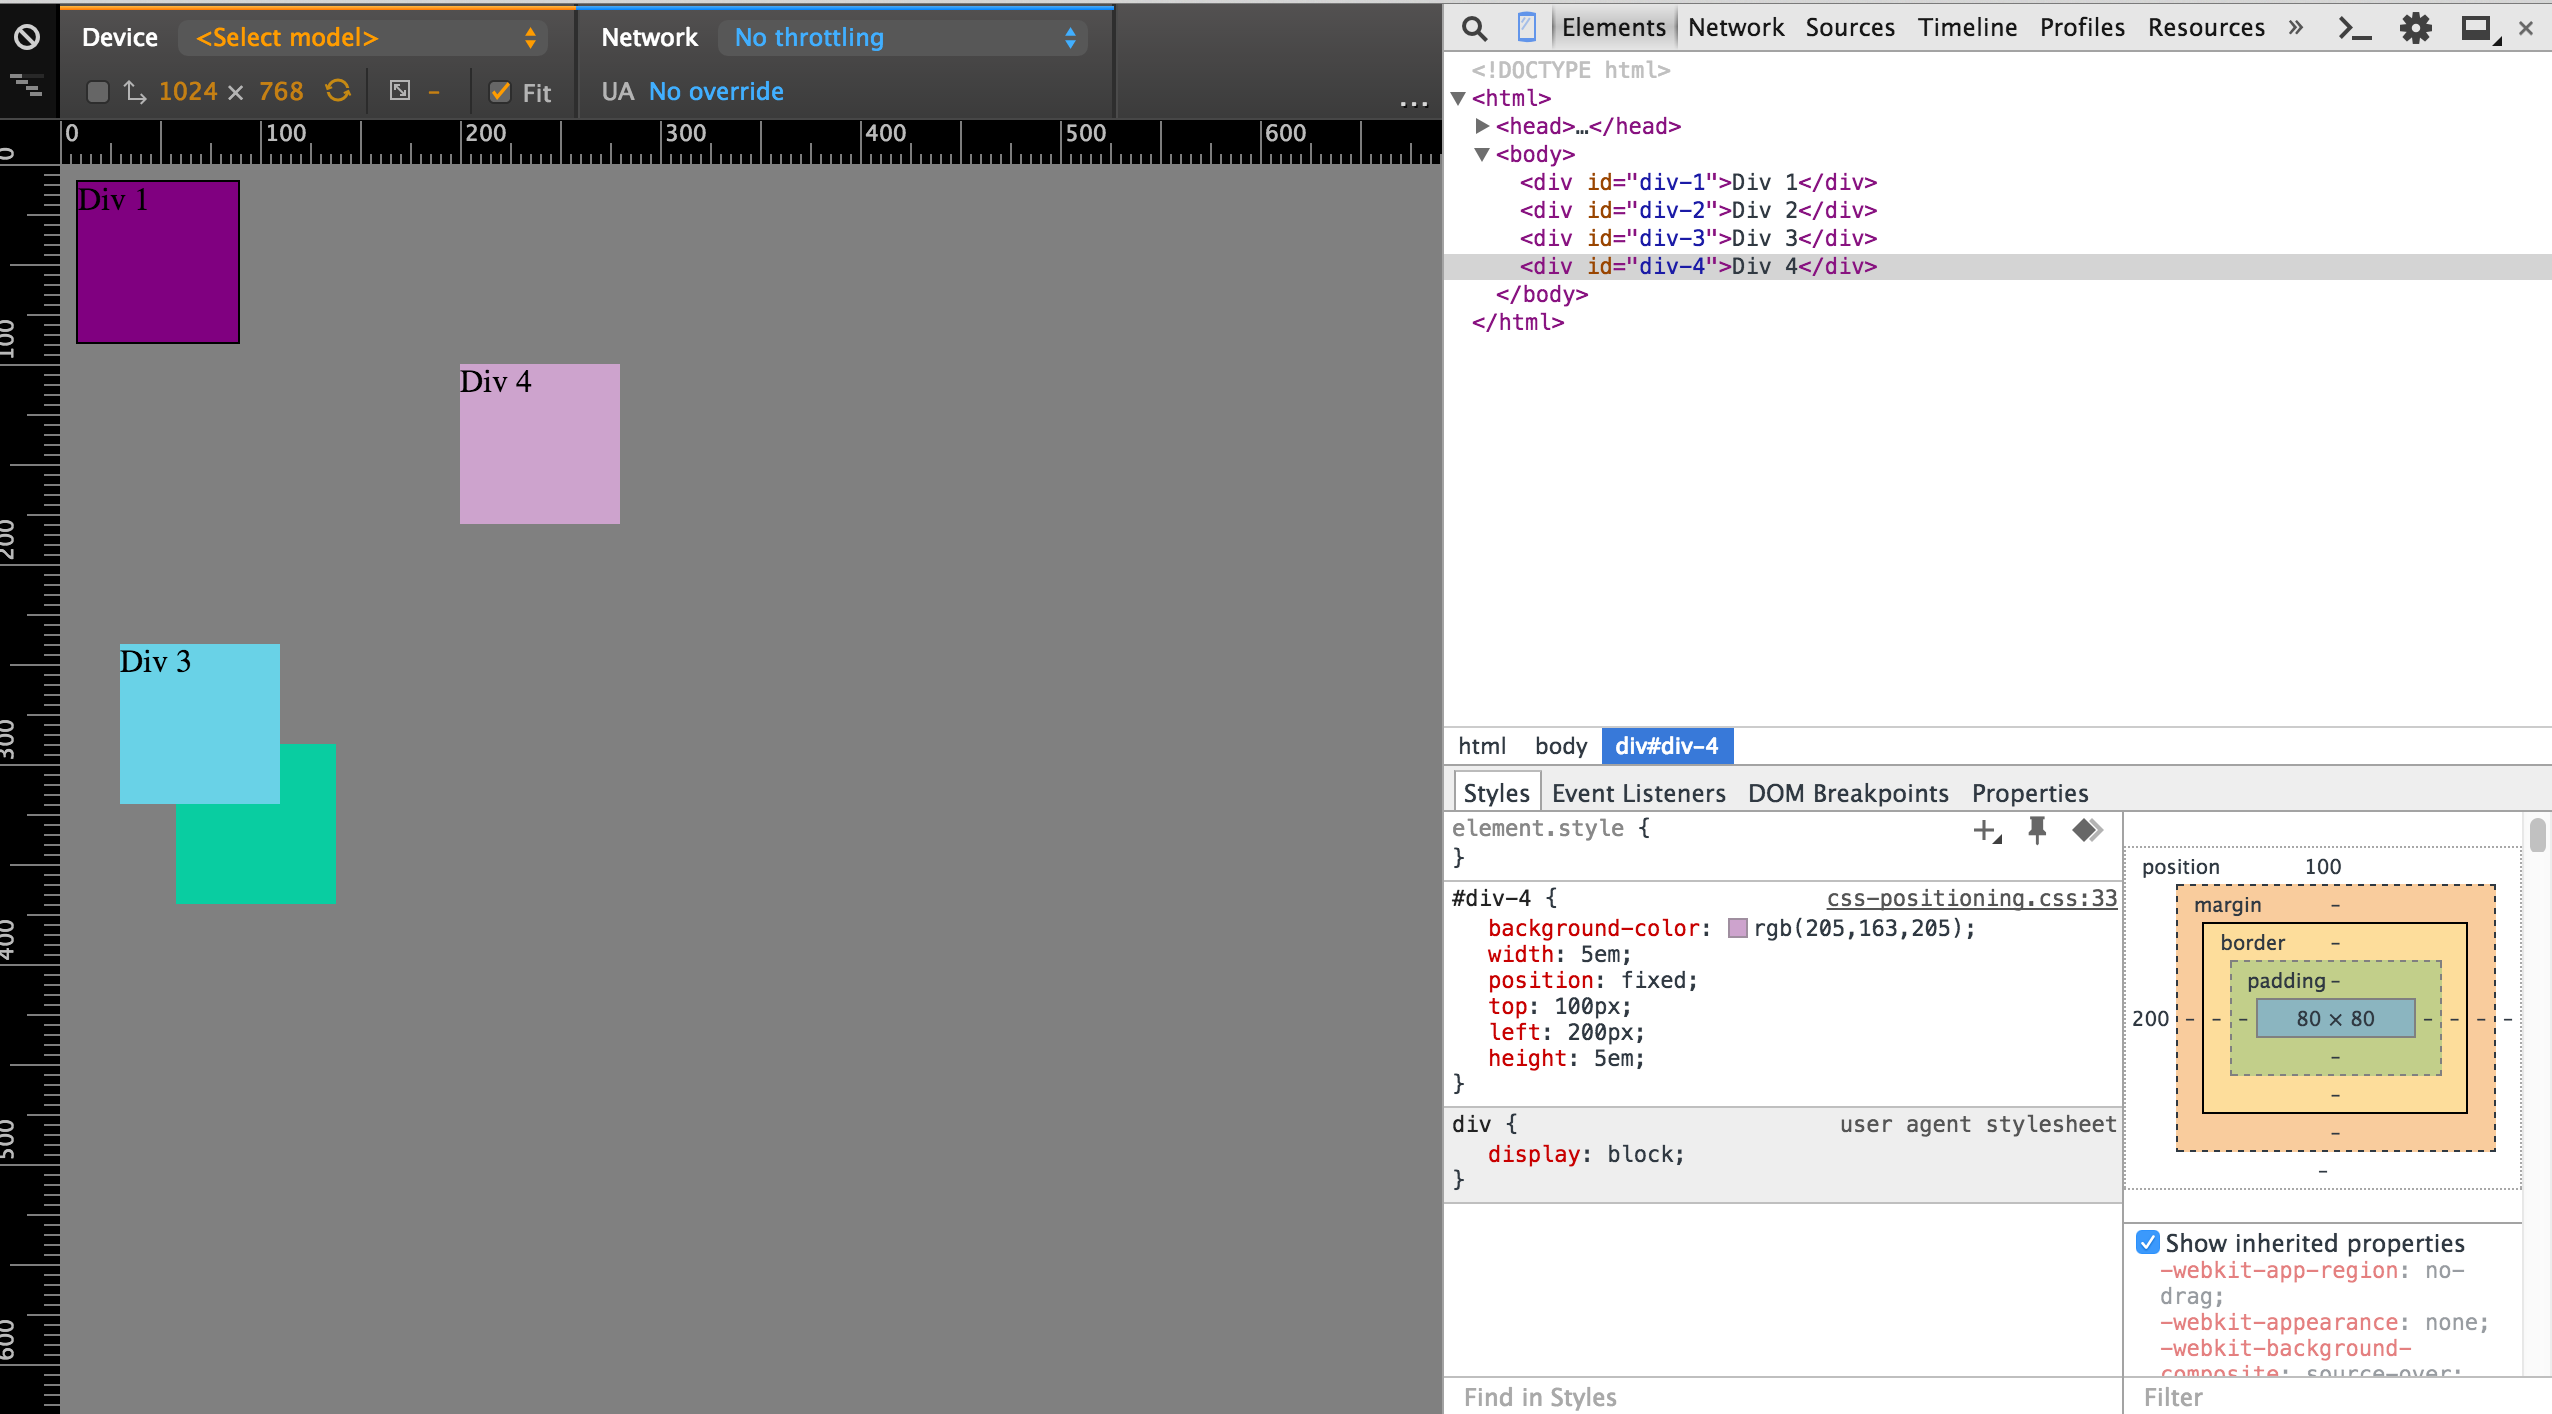 Device <Select model> Network No throttling
1024 × 768 - Fit UA No override ...
0 100 200 300 400 500 600
0
100
200
300
400
500
600
Div 1
Div 4
Div 3
Elements Network Sources Timeline Profiles Resources »
<!DOCTYPE html>
<html>
<head>…</head>
<body>
<div id="div-1">Div 1</div>
<div id="div-2">Div 2</div>
<div id="div-3">Div 3</div>
<div id="div-4">Div 4</div>
</body>
</html>
html body div#div-4
Styles Event Listeners DOM Breakpoints Properties
element.style {
}
#div-4 { css-positioning.css:33
background-color: rgb(205,163,205);
width: 5em;
position: fixed;
top: 100px;
left: 200px;
height: 5em;
}
div { user agent stylesheet
display: block;
}
Find in Styles
position 100
margin -
border -
padding -
200 - - - 80 × 80 - - - -
-
-
-
-
Show inherited properties
-webkit-app-region: no-
drag;
-webkit-appearance: none;
-webkit-background-
composite: source-over;
Filter